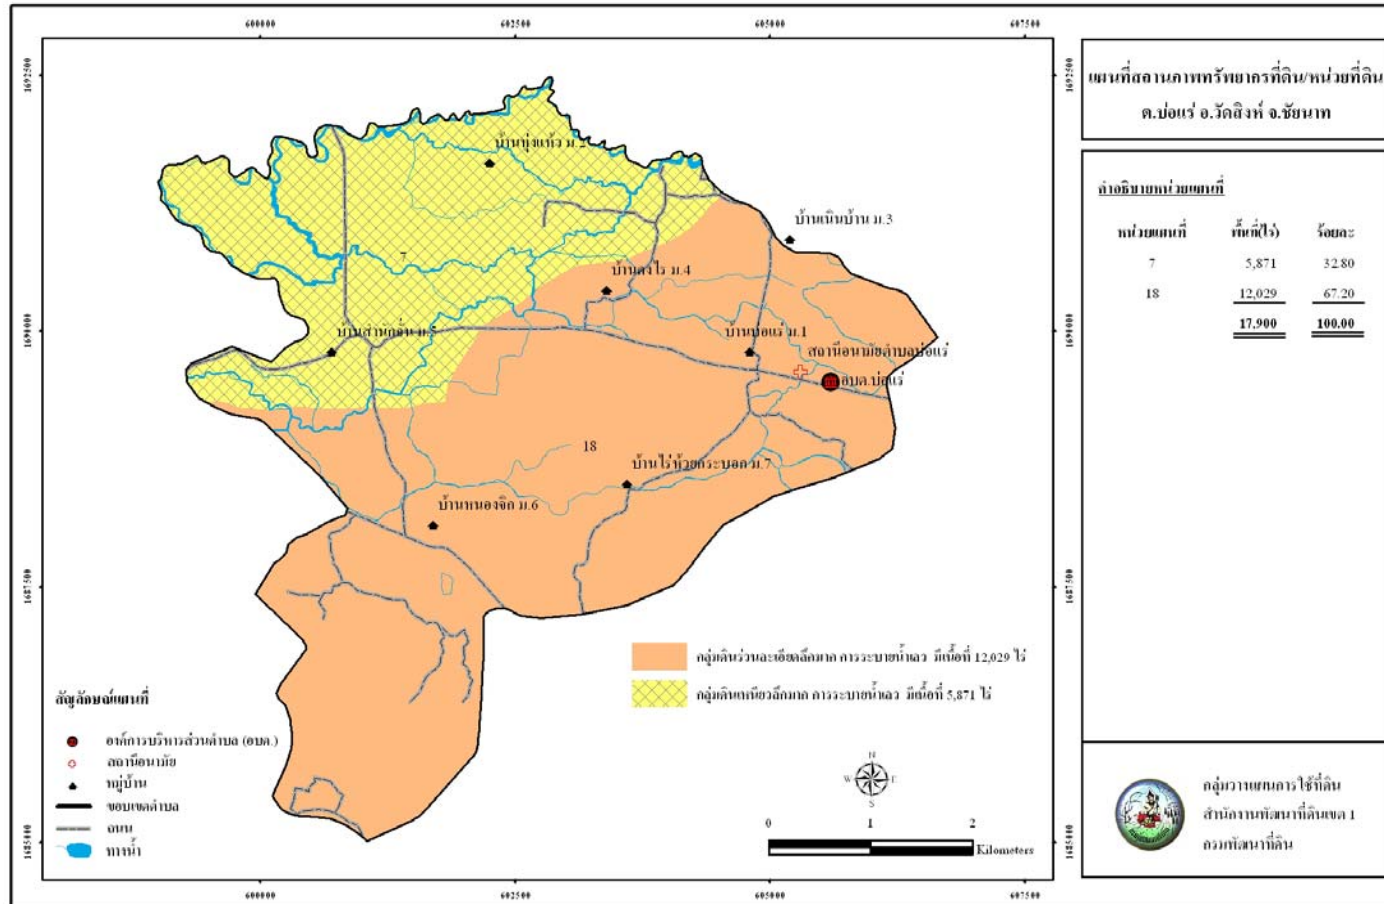 600000
602500
605000
607500
1692500
1692500
แผนที่สถานภาพทรัพยากรที่ดิน/หน่วยที่ดิน
ต.บ่อแร่ อ.วัดสิงห์ จ.ชัยนาท
คำอธิบายหน่วยแผนที่
หน่วยแผนที่ พื้นที่(ไร่) ร้อยละ
7 5,871 32.80
18 12,029 67.20
17,900 100.00
บ้านทุ่งแห้ว ม.2
บ้านเนินบ้าน ม.3
7
บ้านดงไร ม.4
บ้านสำนักจั่น ม.5
บ้านบ่อแร่ ม.1
สถานีอนามัยตำบลบ่อแร่
อบต.บ่อแร่
1690000
1690000
18
บ้านไร่ห้วยกระบอก ม.7
บ้านหนองจิก ม.6
1687500
1687500
กลุ่มดินร่วนละเอียดลึกมาก การระบายน้ำเลว มีเนื้อที่ 12,029 ไร่
กลุ่มดินเหนียวลึกมาก การระบายน้ำเลว มีเนื้อที่ 5,871 ไร่
สัญลักษณ์แผนที่
องค์การบริหารส่วนตำบล (อบต.)
สถานีอนามัย
หมู่บ้าน
ขอบเขตตำบล
ถนน
ทางน้ำ
N
W E
S
0 1 2
Kilometers
กลุ่มวางแผนการใช้ที่ดิน
สำนักงานพัฒนาที่ดินเขต 1
กรมพัฒนาที่ดิน
1685000
1685000
600000
602500
605000
607500